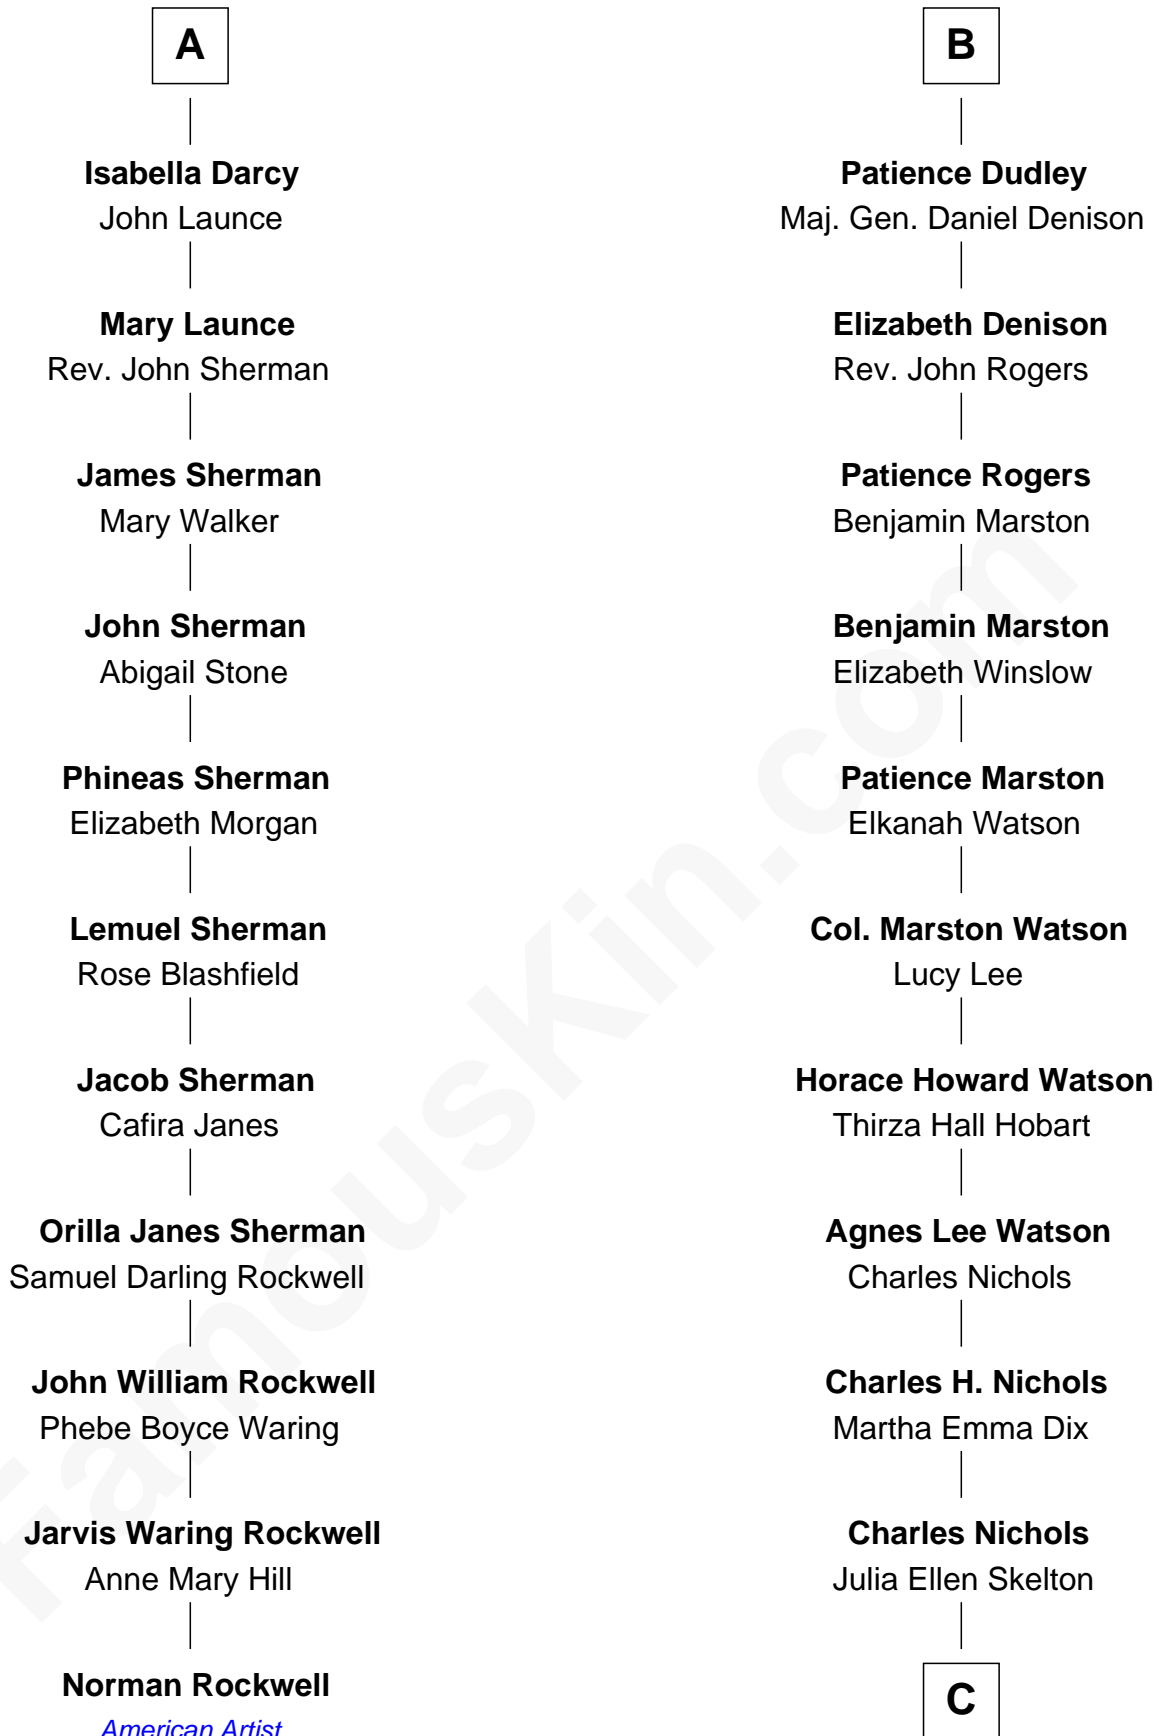 A
Isabella Darcy
John Launce
Mary Launce
Rev. John Sherman
James Sherman
Mary Walker
John Sherman
Abigail Stone
Phineas Sherman
Elizabeth Morgan
Lemuel Sherman
Rose Blashfield
Jacob Sherman
Cafira Janes
Orilla Janes Sherman
Samuel Darling Rockwell
John William Rockwell
Phebe Boyce Waring
Jarvis Waring Rockwell
Anne Mary Hill
Norman Rockwell
American Artist
B
Patience Dudley
Maj. Gen. Daniel Denison
Elizabeth Denison
Rev. John Rogers
Patience Rogers
Benjamin Marston
Benjamin Marston
Elizabeth Winslow
Patience Marston
Elkanah Watson
Col. Marston Watson
Lucy Lee
Horace Howard Watson
Thirza Hall Hobart
Agnes Lee Watson
Charles Nichols
Charles H. Nichols
Martha Emma Dix
Charles Nichols
Julia Ellen Skelton
C
FamousKin.com